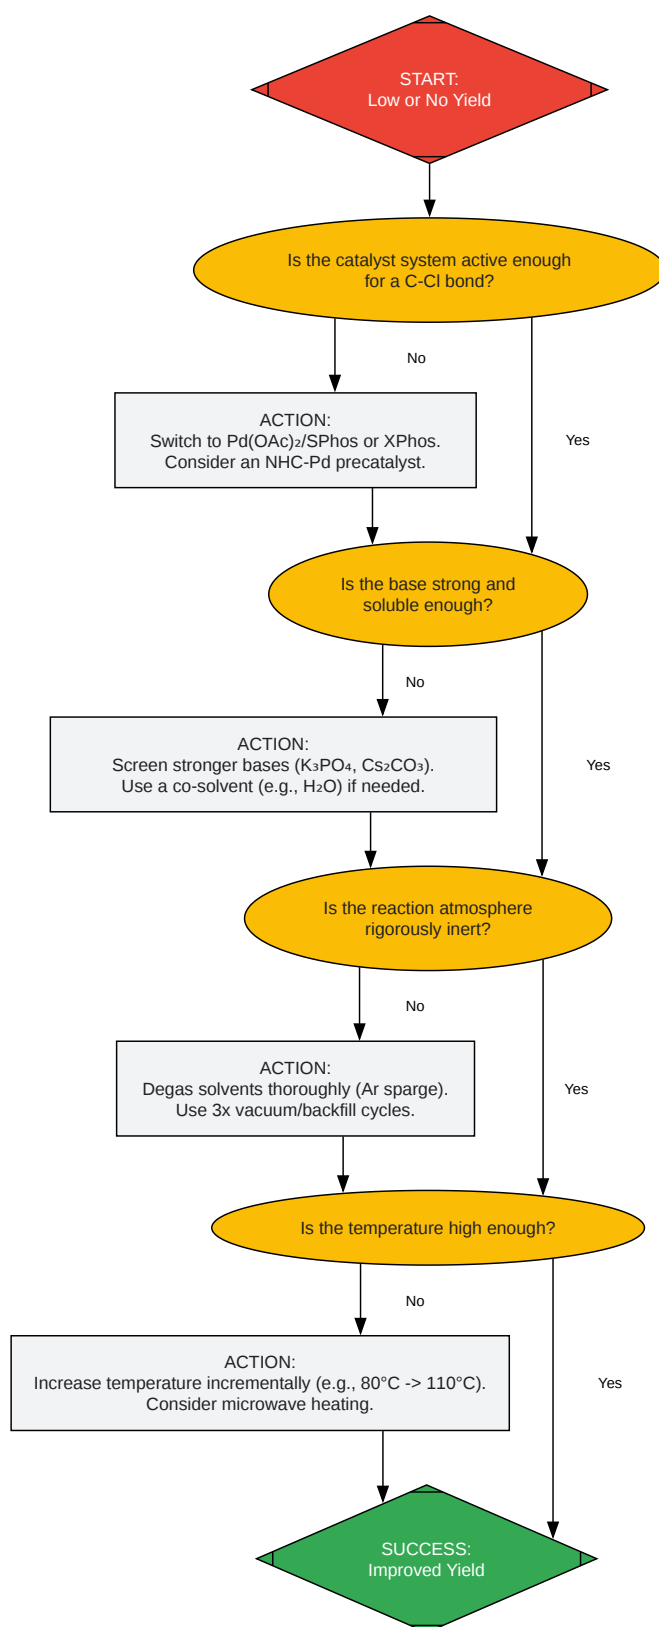 START:
Low or No Yield
Is the catalyst system active enough
for a C-Cl bond?
No
ACTION:
Switch to Pd(OAc)₂/SPhos or XPhos.
Consider an NHC-Pd precatalyst.
Yes
Is the base strong and
soluble enough?
No
ACTION:
Screen stronger bases (K₃PO₄, Cs₂CO₃).
Use a co-solvent (e.g., H₂O) if needed.
Yes
Is the reaction atmosphere
rigorously inert?
No
ACTION:
Degas solvents thoroughly (Ar sparge).
Use 3x vacuum/backfill cycles.
Yes
Is the temperature high enough?
No
ACTION:
Increase temperature incrementally (e.g., 80°C -> 110°C).
Consider microwave heating.
Yes
SUCCESS:
Improved Yield